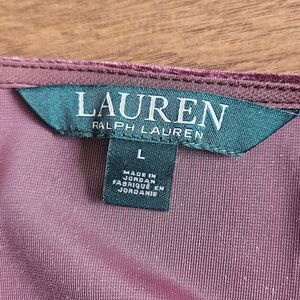 LAUREN
RALPH LAUREN
L
MADE IN
JORDAN
FABRIQUÉ EN
JORDANIE